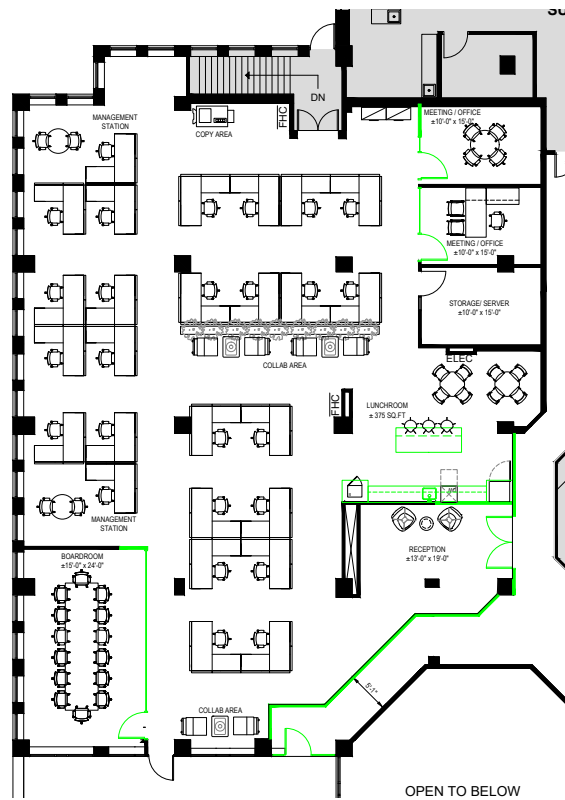 SU
DN
MANAGEMENT
STATION
COPY AREA
FHC
MEETING / OFFICE
±10'-0" x 15'-0"
MEETING / OFFICE
±10'-0" x 15'-0"
STORAGE/ SERVER
±10'-0" x 15'-0"
COLLAB AREA
ELEC
LUNCHROOM
± 375 SQ.FT
FHC
MANAGEMENT
STATION
BOARDROOM
±15'-0" x 24'-0"
RECEPTION
±13'-0" x 19'-0"
5'-1"
COLLAB AREA
OPEN TO BELOW